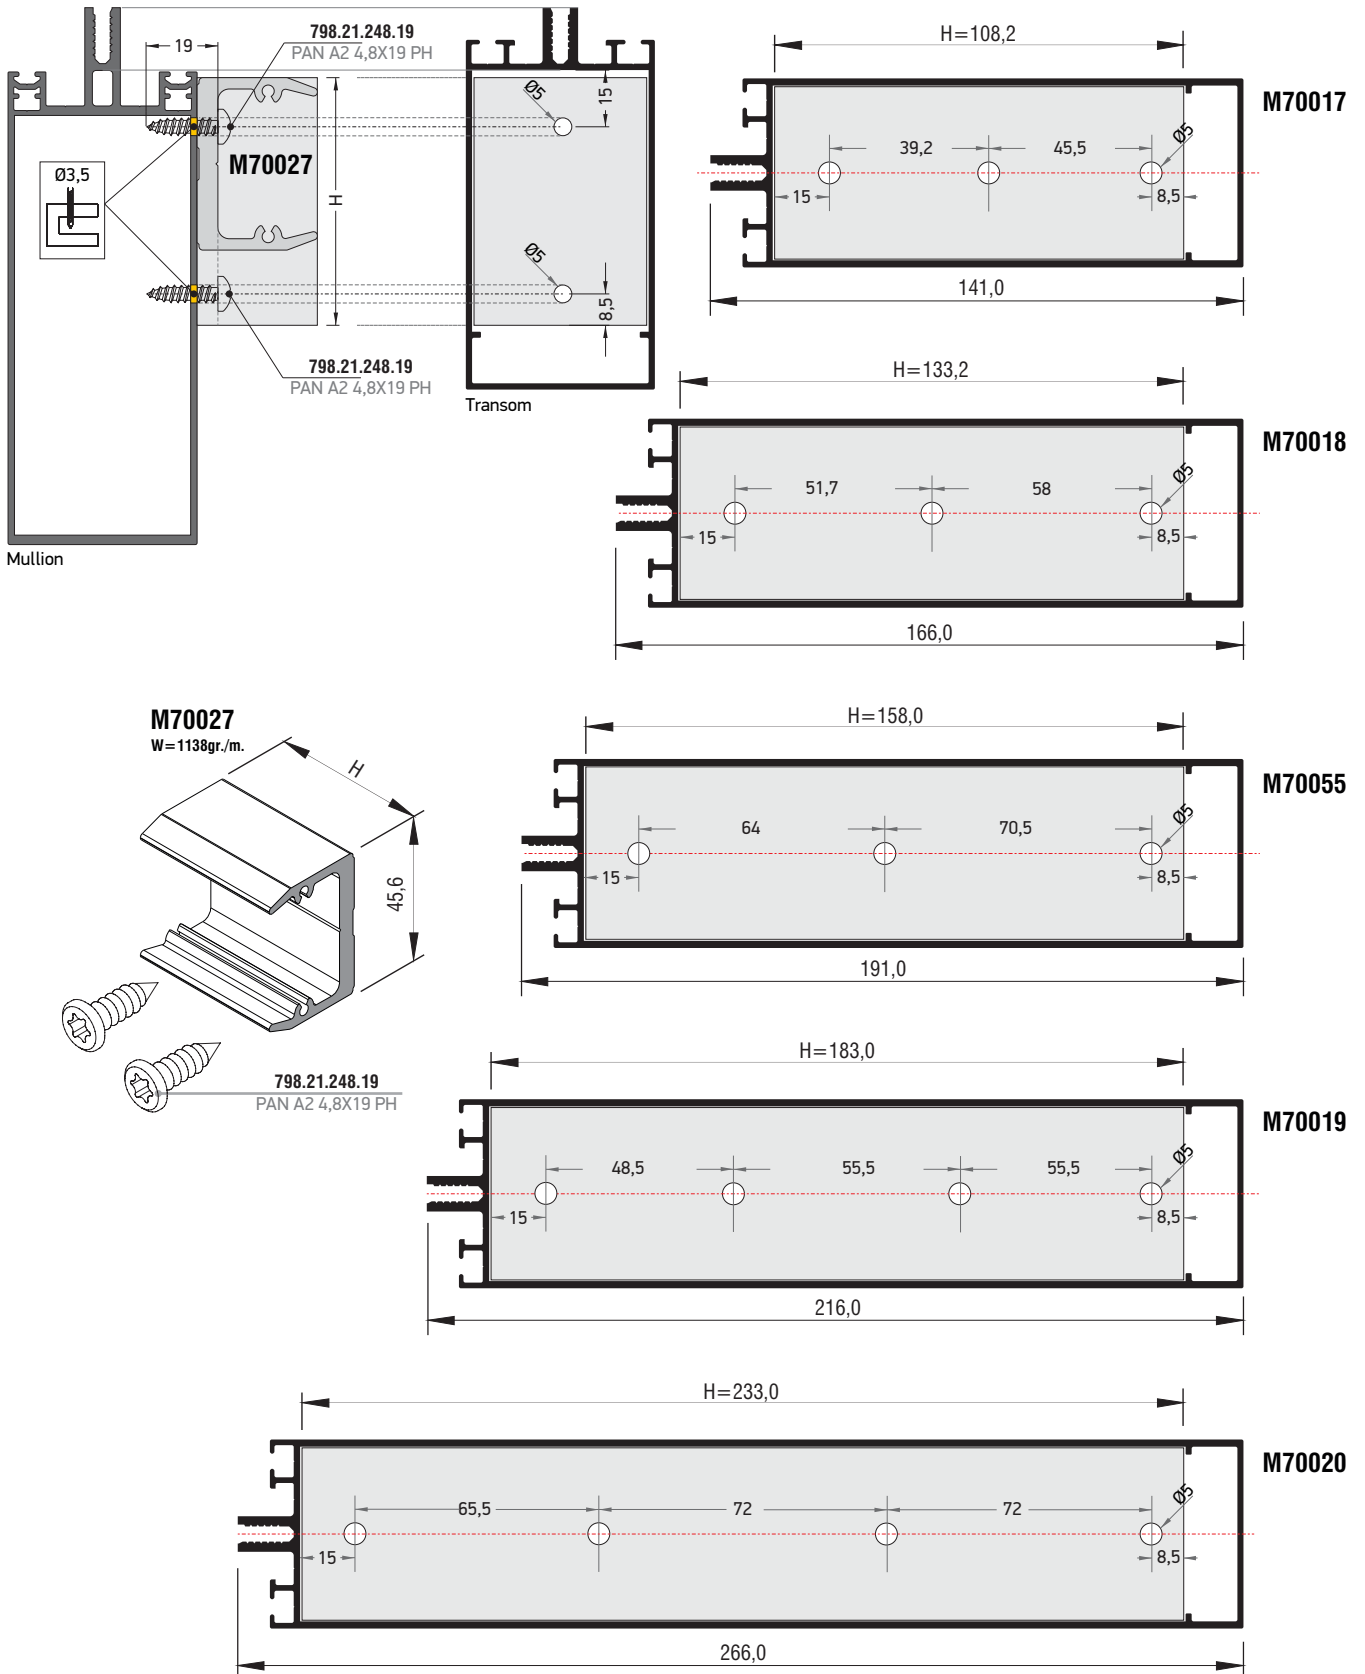 798.21.248.19
PAN A2 4,8X19 PH
19
M70027
Ø3,5
H
Ø5
15
Ø5
8,5
798.21.248.19
PAN A2 4,8X19 PH
Transom
Mullion
H=108,2
M70017
39,2
45,5
Ø5
15
8,5
141,0
H=133,2
M70018
51,7
58
Ø5
15
8,5
166,0
M70027
W=1138gr./m.
H
45,6
798.21.248.19
PAN A2 4,8X19 PH
H=158,0
M70055
64
70,5
Ø5
15
8,5
191,0
H=183,0
M70019
48,5
55,5
55,5
Ø5
15
8,5
216,0
H=233,0
M70020
65,5
72
72
Ø5
15
8,5
266,0